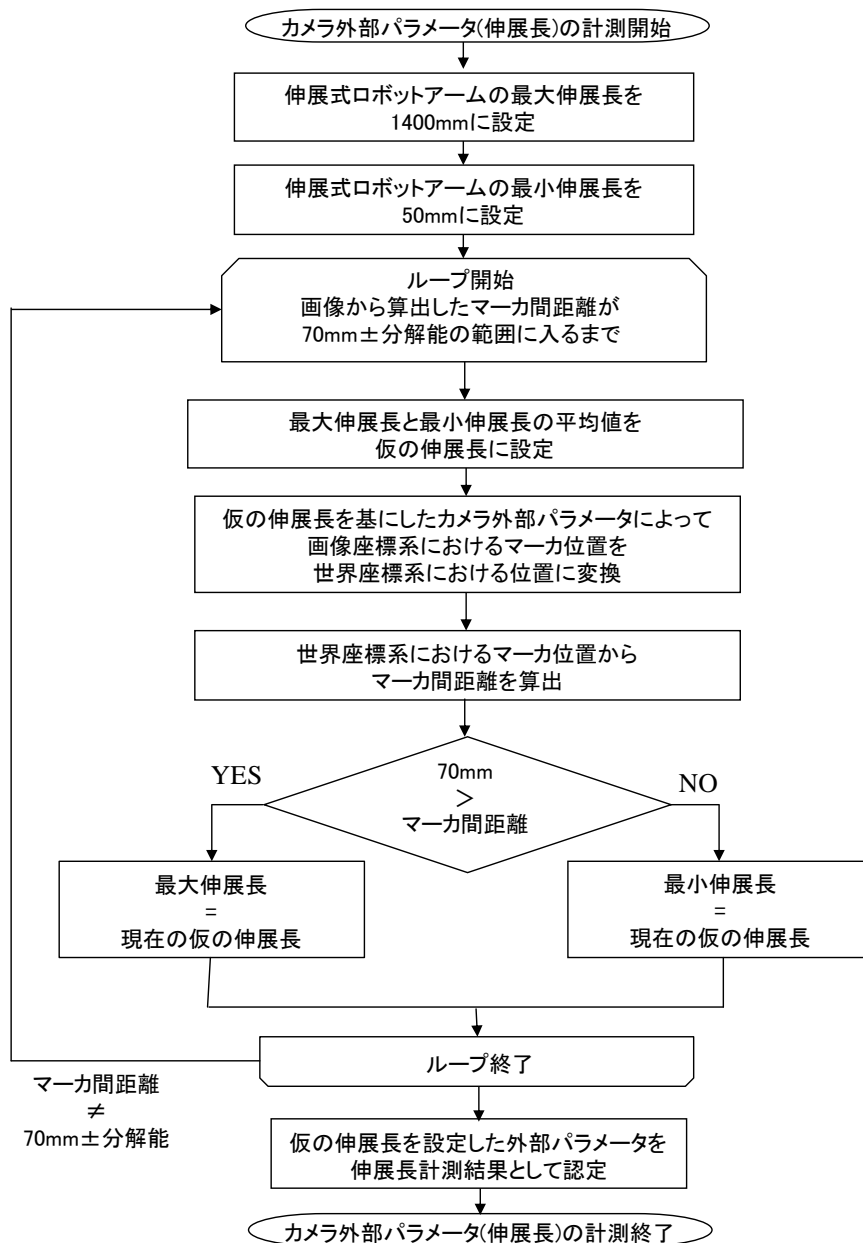 カメラ外部パラメータ(伸展長)の計測開始
伸展式ロボットアームの最大伸展長を
1400mmに設定
伸展式ロボットアームの最小伸展長を
50mmに設定
ループ開始
画像から算出したマーカ間距離が
70mm±分解能の範囲に入るまで
最大伸展長と最小伸展長の平均値を
仮の伸展長に設定
仮の伸展長を基にしたカメラ外部パラメータによって
画像座標系におけるマーカ位置を
世界座標系における位置に変換
世界座標系におけるマーカ位置から
マーカ間距離を算出
70mm
>
マーカ間距離
YES
NO
最大伸展長
=
現在の仮の伸展長
最小伸展長
=
現在の仮の伸展長
ループ終了
マーカ間距離
≠
70mm±分解能
仮の伸展長を設定した外部パラメータを
伸展長計測結果として認定
カメラ外部パラメータ(伸展長)の計測終了